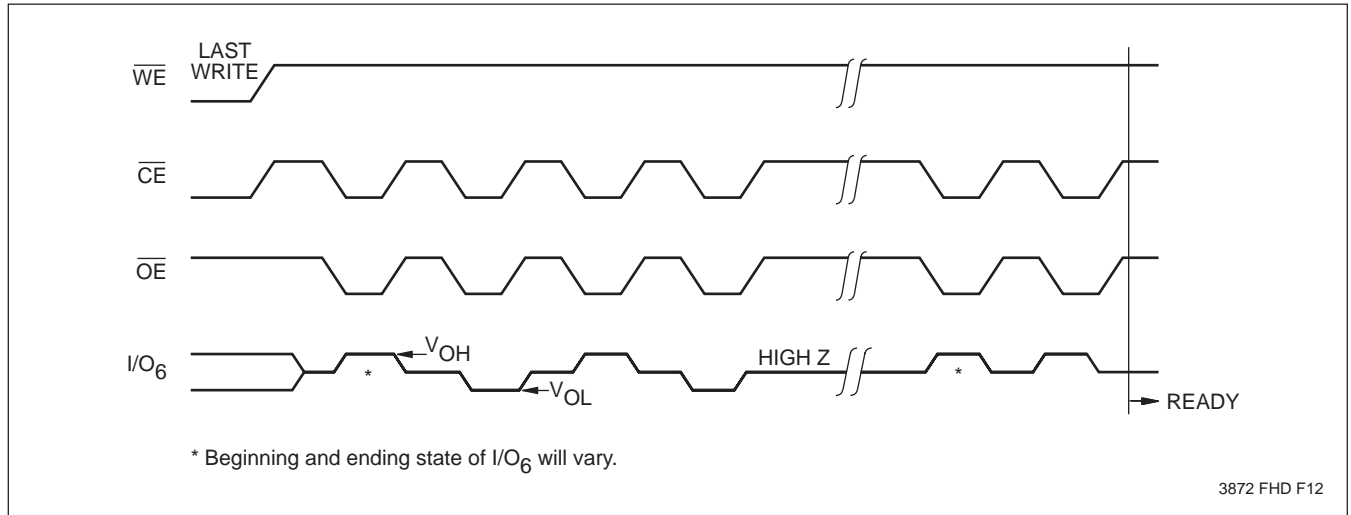 LAST
WRITE
WE
CE
OE
I/O6
VOH
*
VOL
HIGH Z
*
READY
* Beginning and ending state of I/O6 will vary.
3872 FHD F12